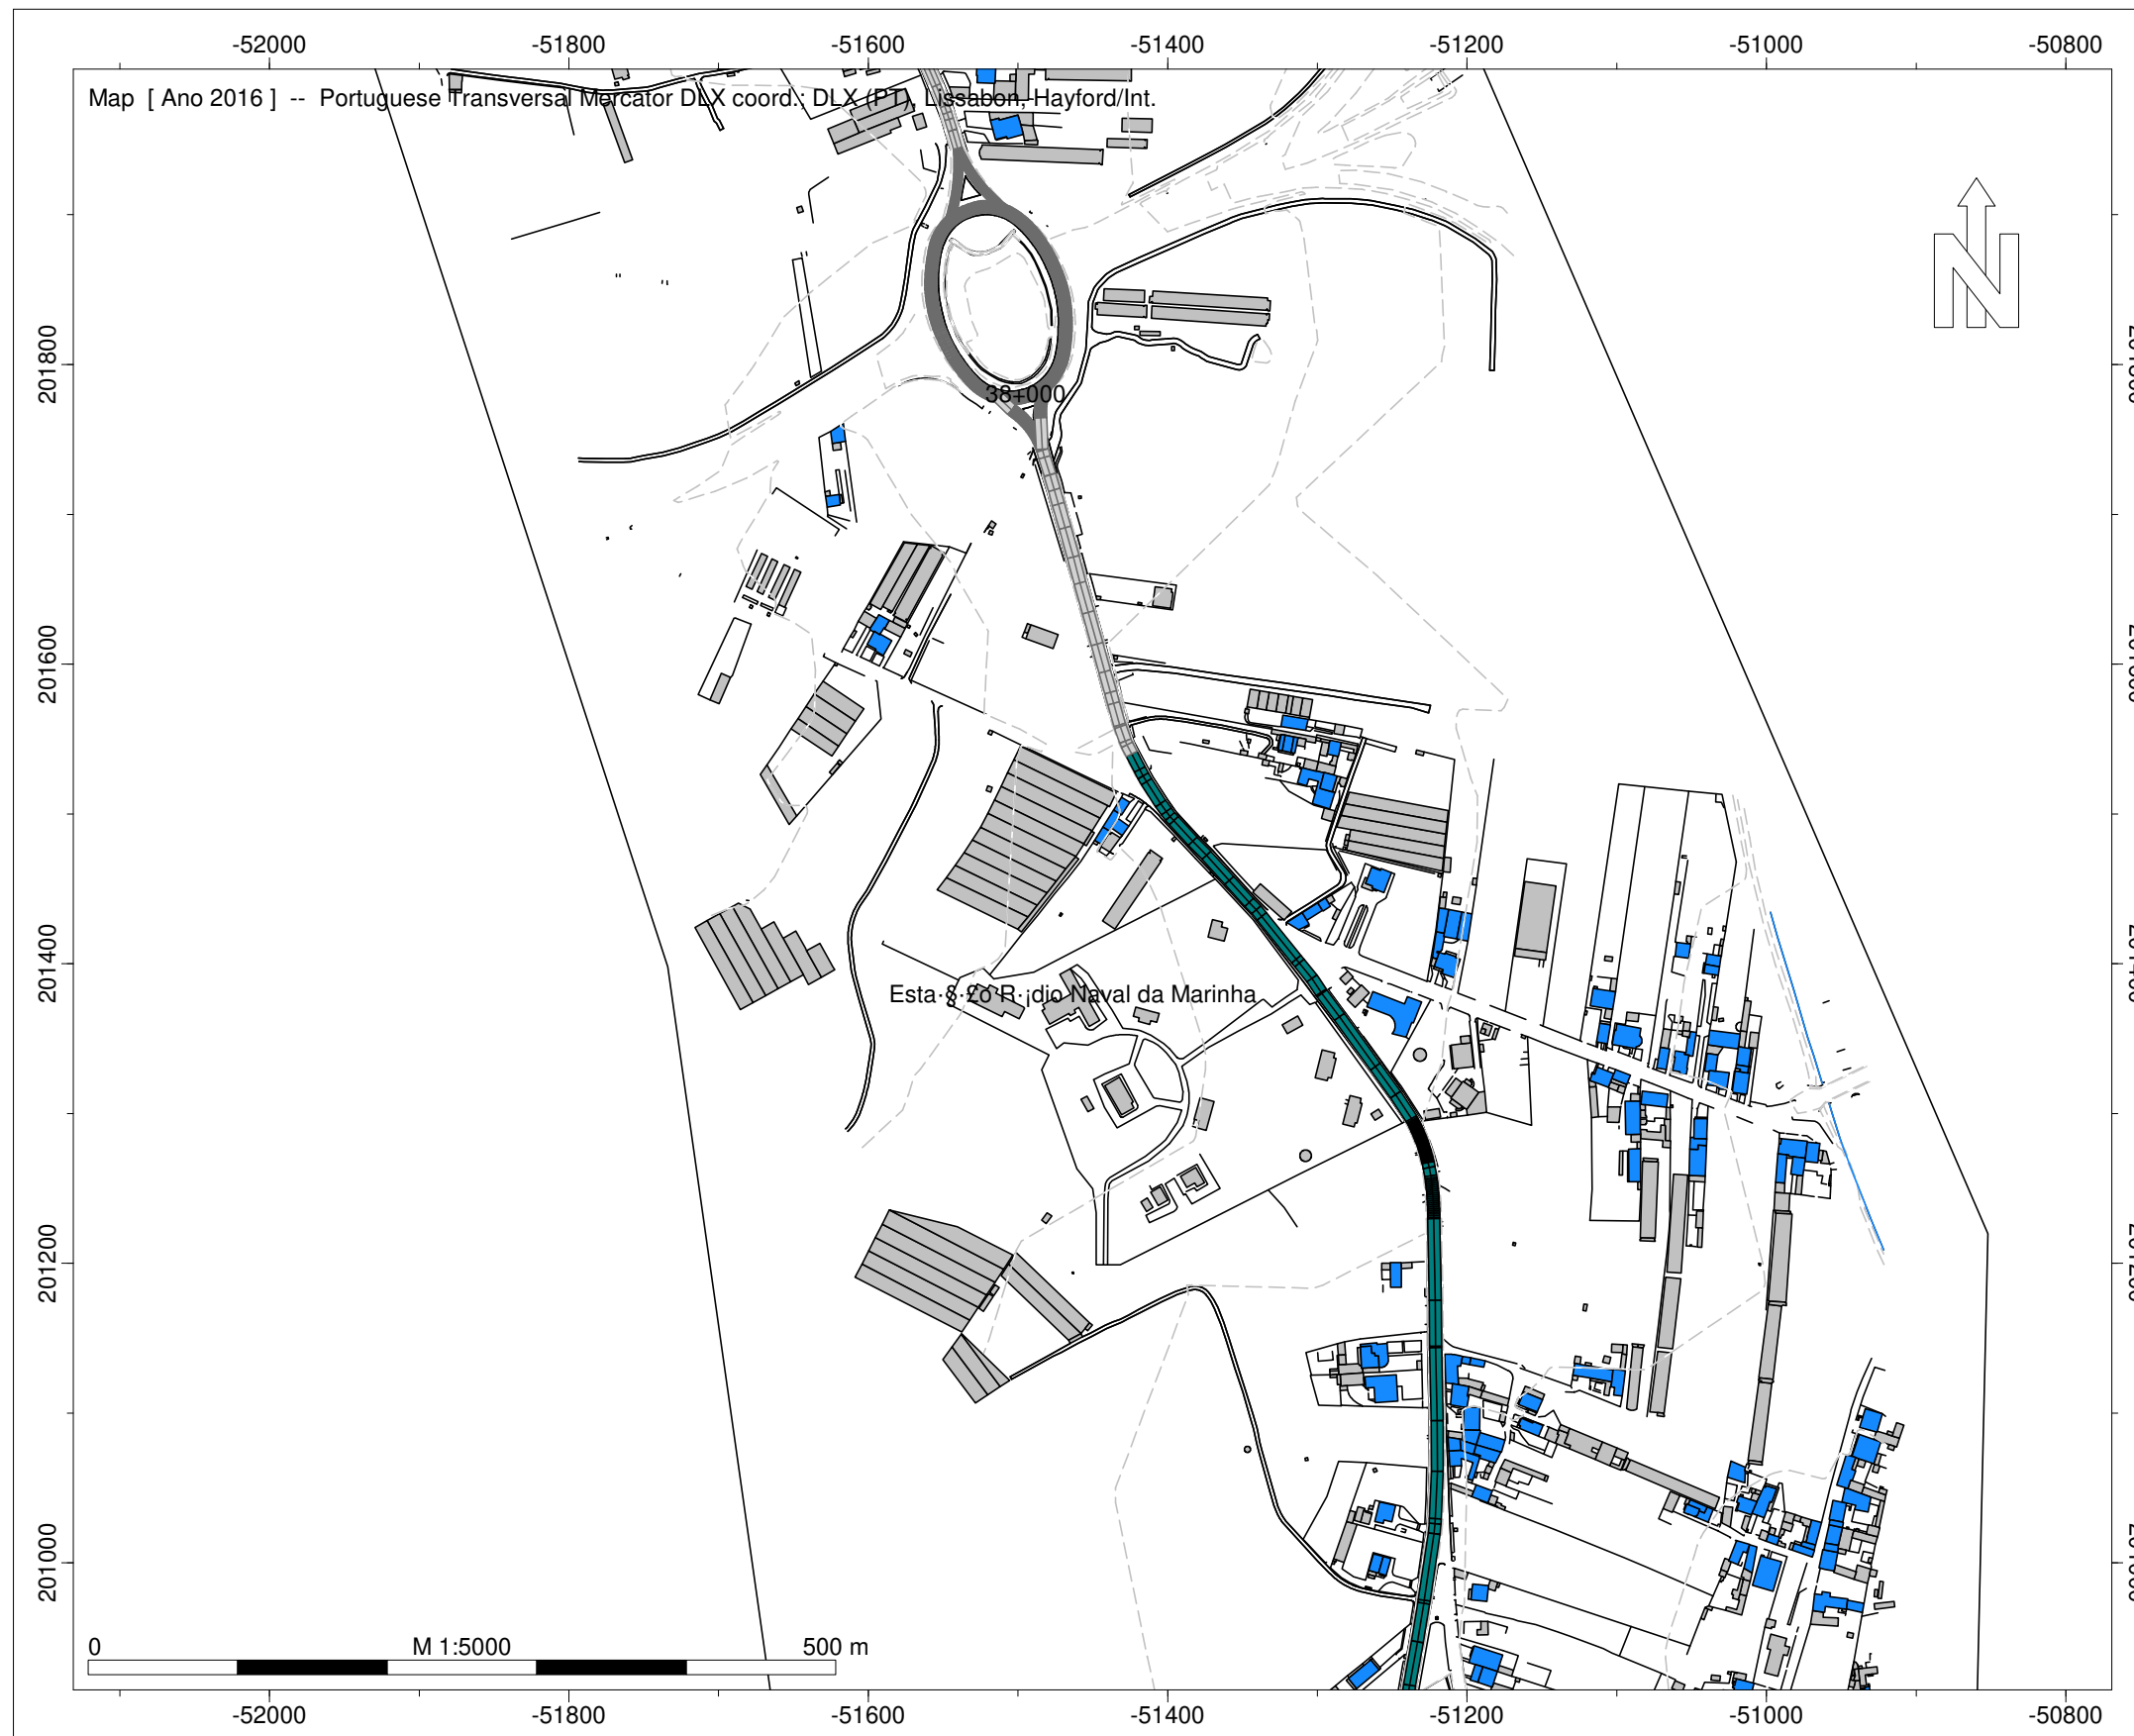 -52000 -51800 -51600 -51400 -51200 -51000 -50800
Map [ Ano 2016 ] -- Portuguese Transversal Mercator DLX coord.; DLX (PT), Lissabon, Hayford/Int.
N
201800
38+000
201600
201400
Esta·§·£o R·¡dio Naval da Marinha
201200
201000
0 M 1:5000 500 m
-52000 -51800 -51600 -51400 -51200 -51000 -50800